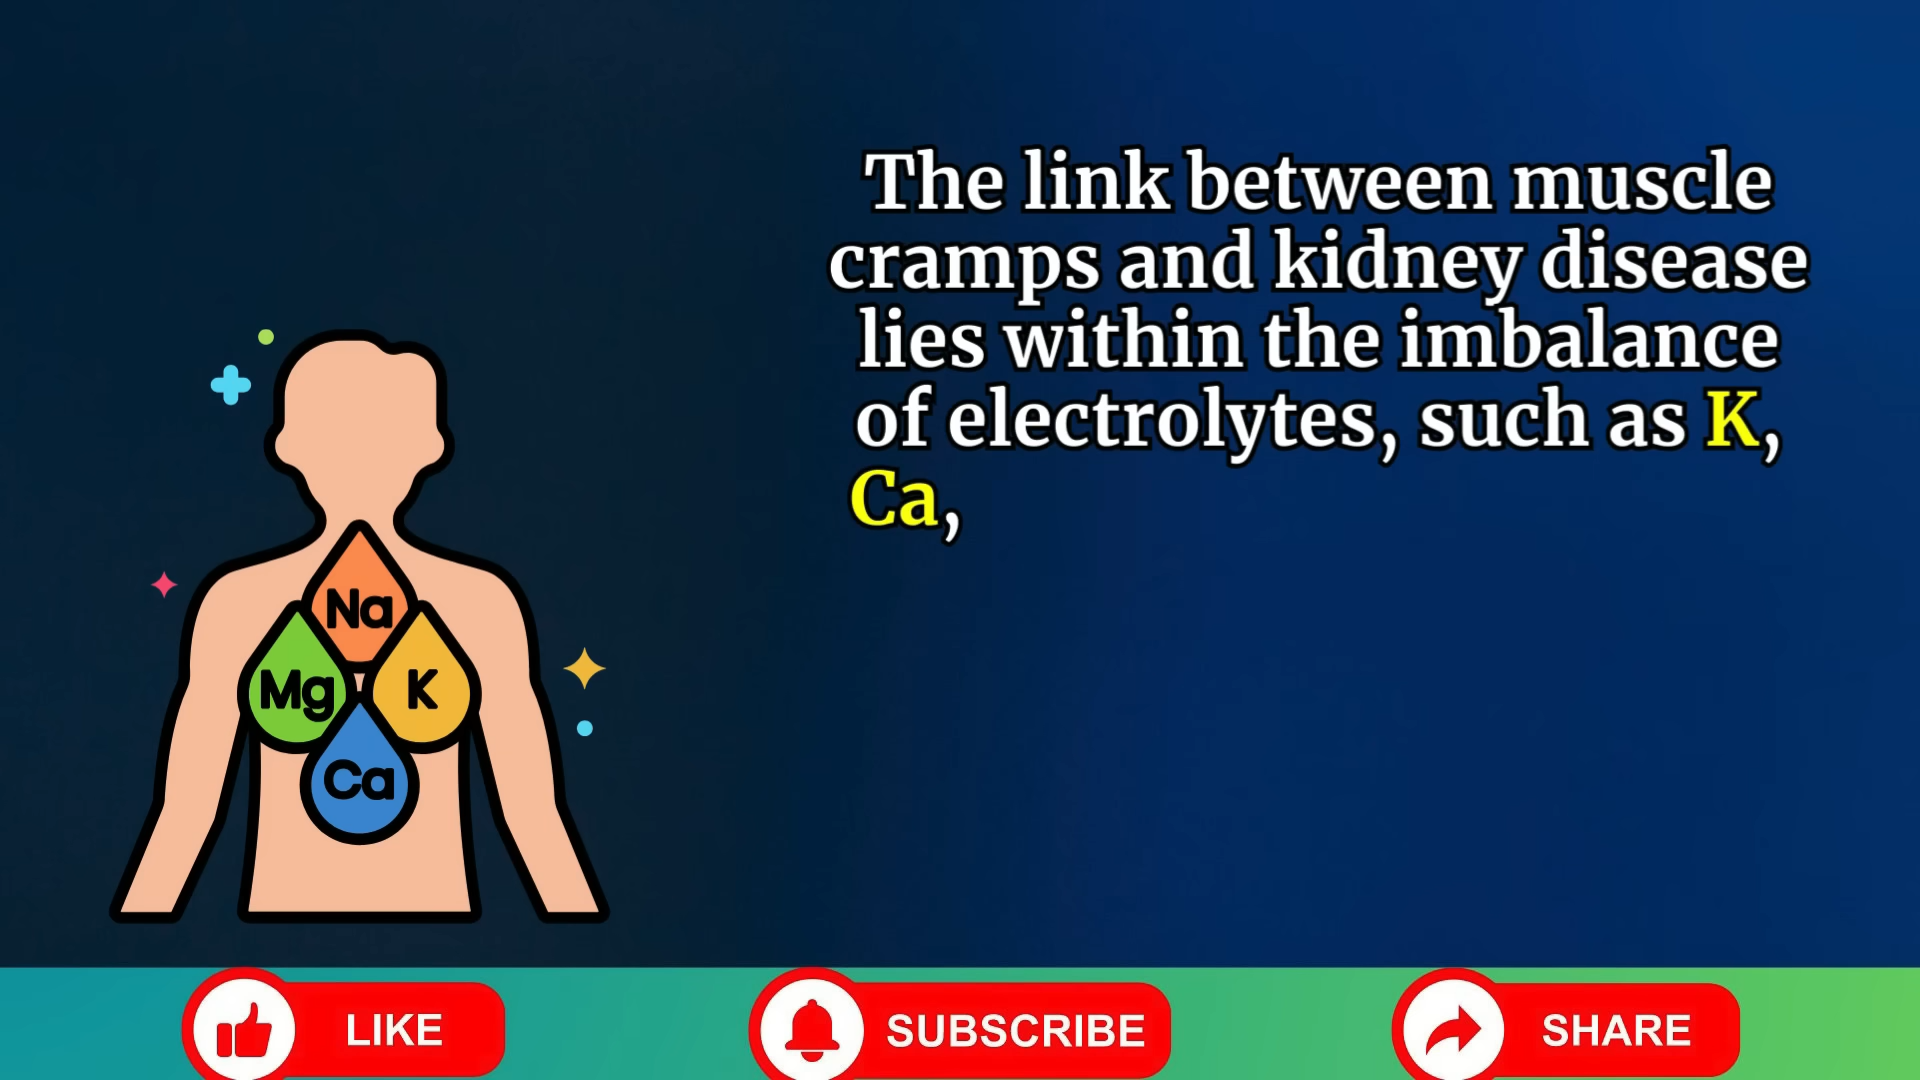 The link between muscle
cramps and kidney disease
lies within the imbalance
of electrolytes, such as K,
Ca,
Na
Mg
K
Ca
LIKE
SUBSCRIBE
SHARE